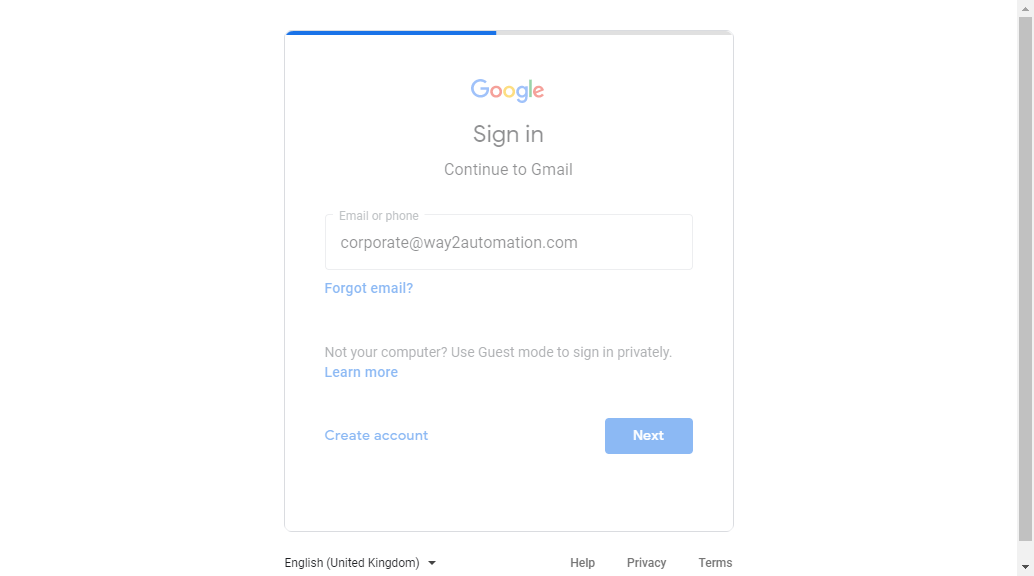 Google
Sign in
Continue to Gmail
Email or phone
corporate@way2automation.com
Forgot email?
Not your computer? Use Guest mode to sign in privately.
Learn more
Create account
Next
English (United Kingdom)
Help
Privacy
Terms